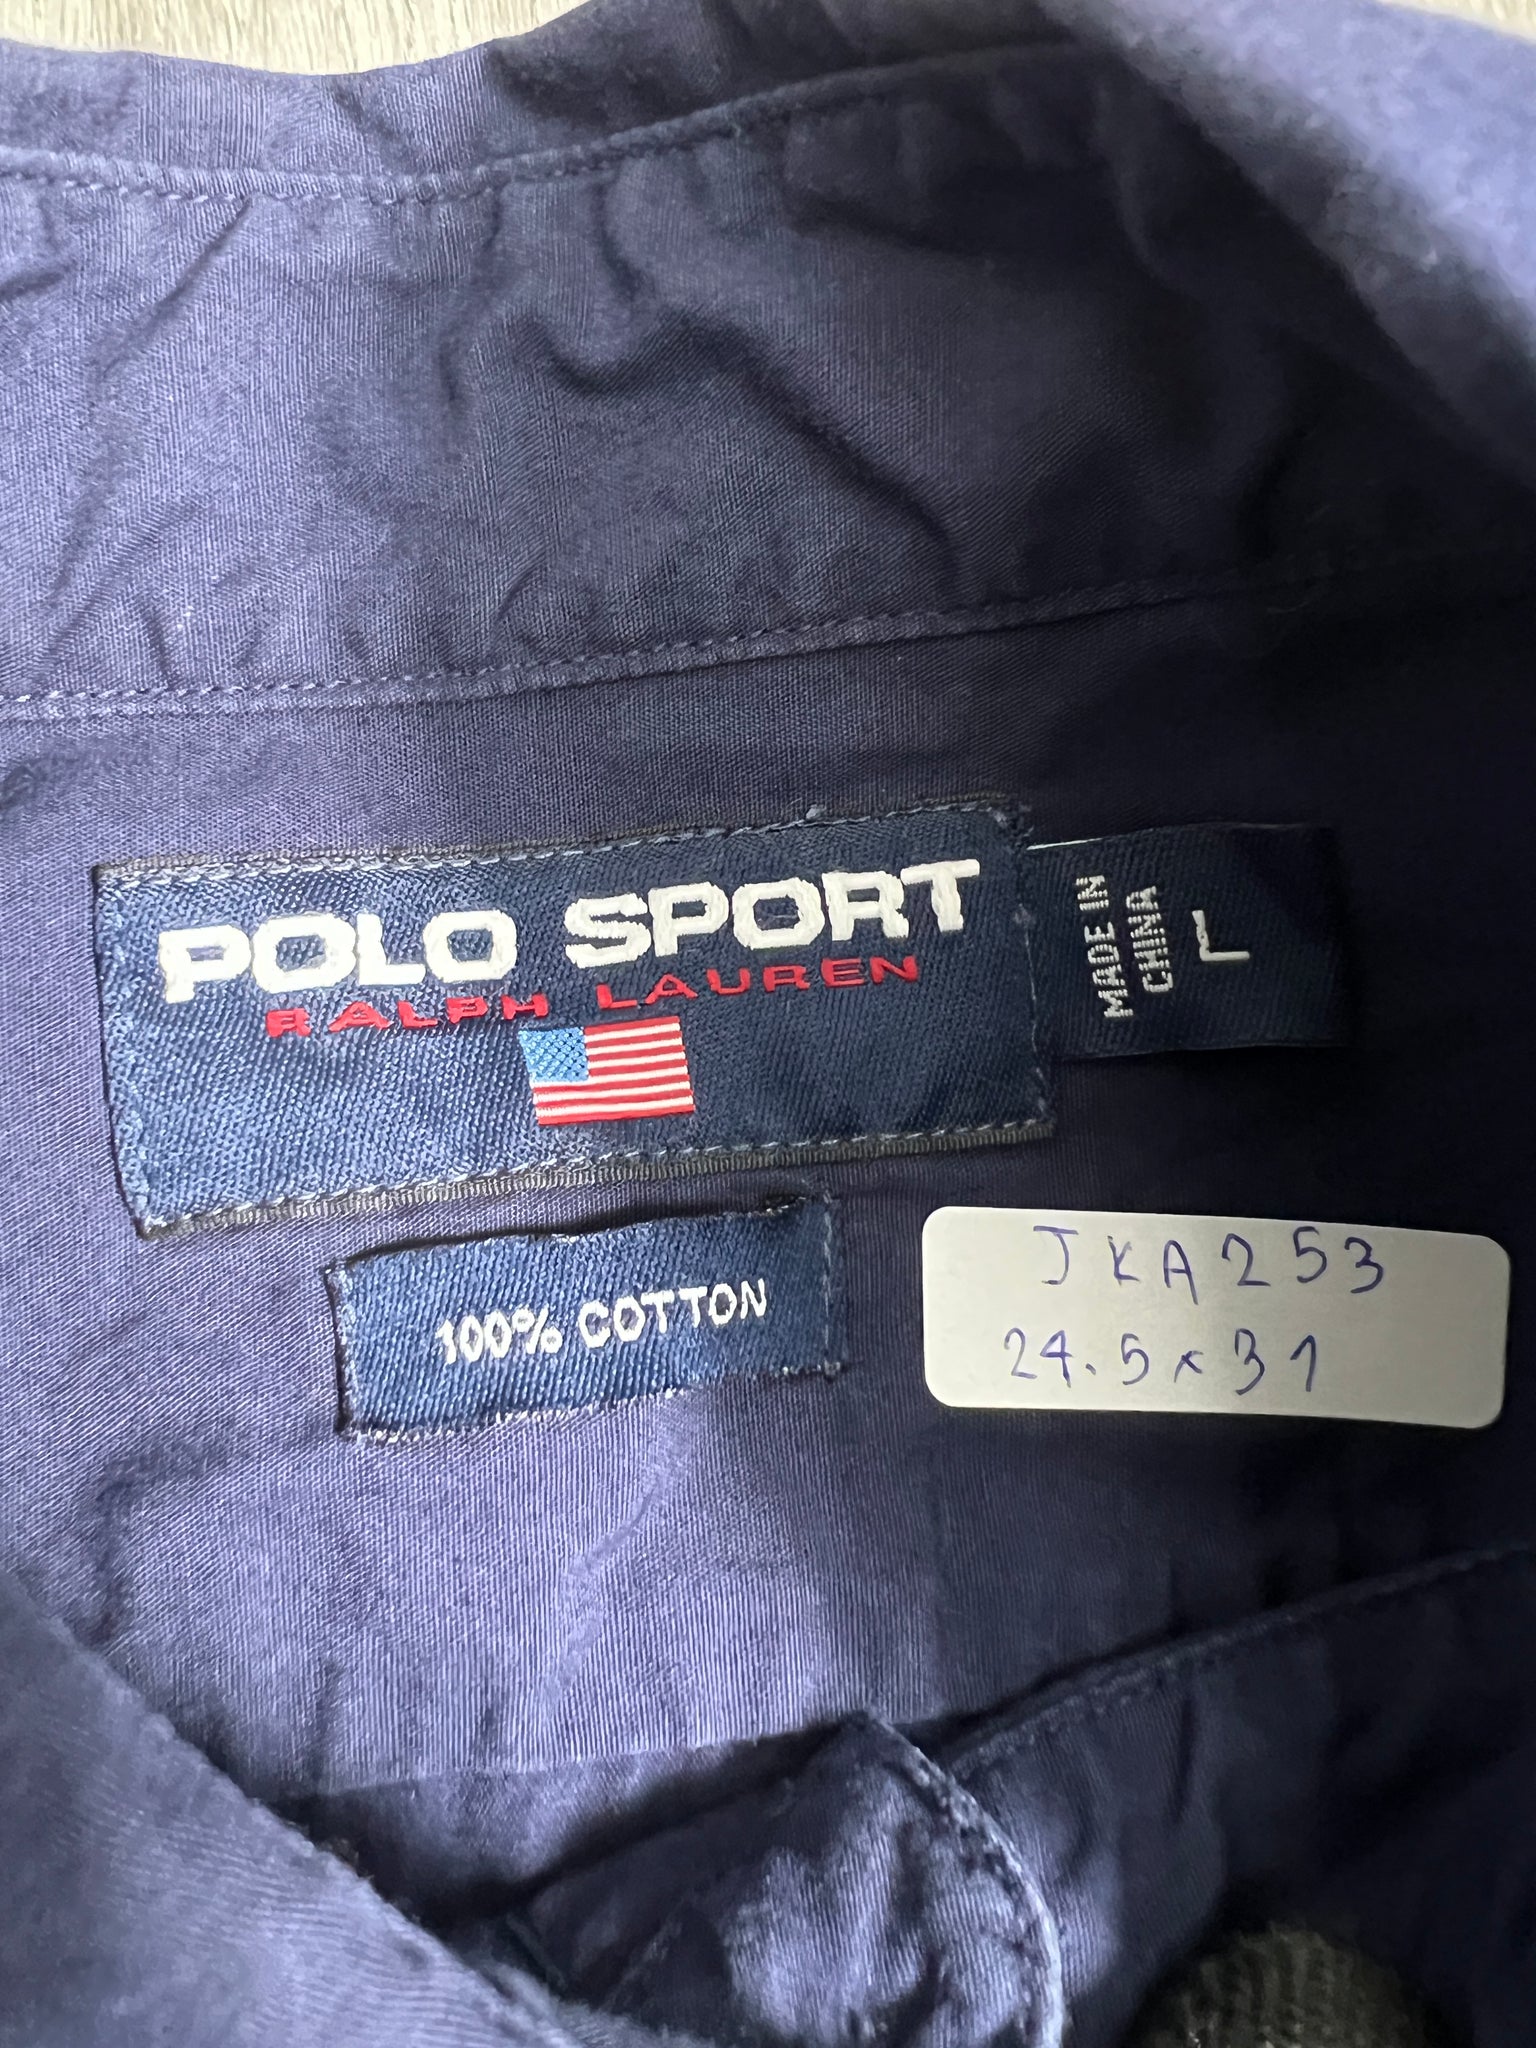 POLO SPORT
RALPH LAUREN
MADE IN
CHINA
L
100% COTTON
JKA253
24.5x31